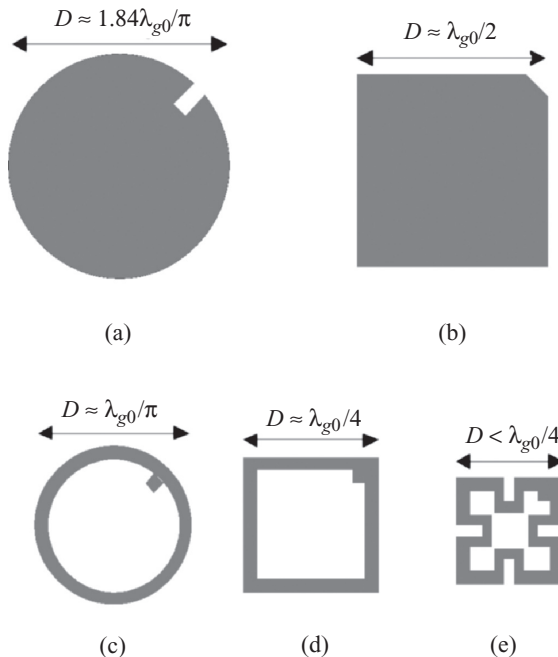 D ≈ 1.84λg0/π
D ≈ λg0/2
(a)
(b)
D ≈ λg0/π
D ≈ λg0/4
D < λg0/4
(c)
(d)
(e)